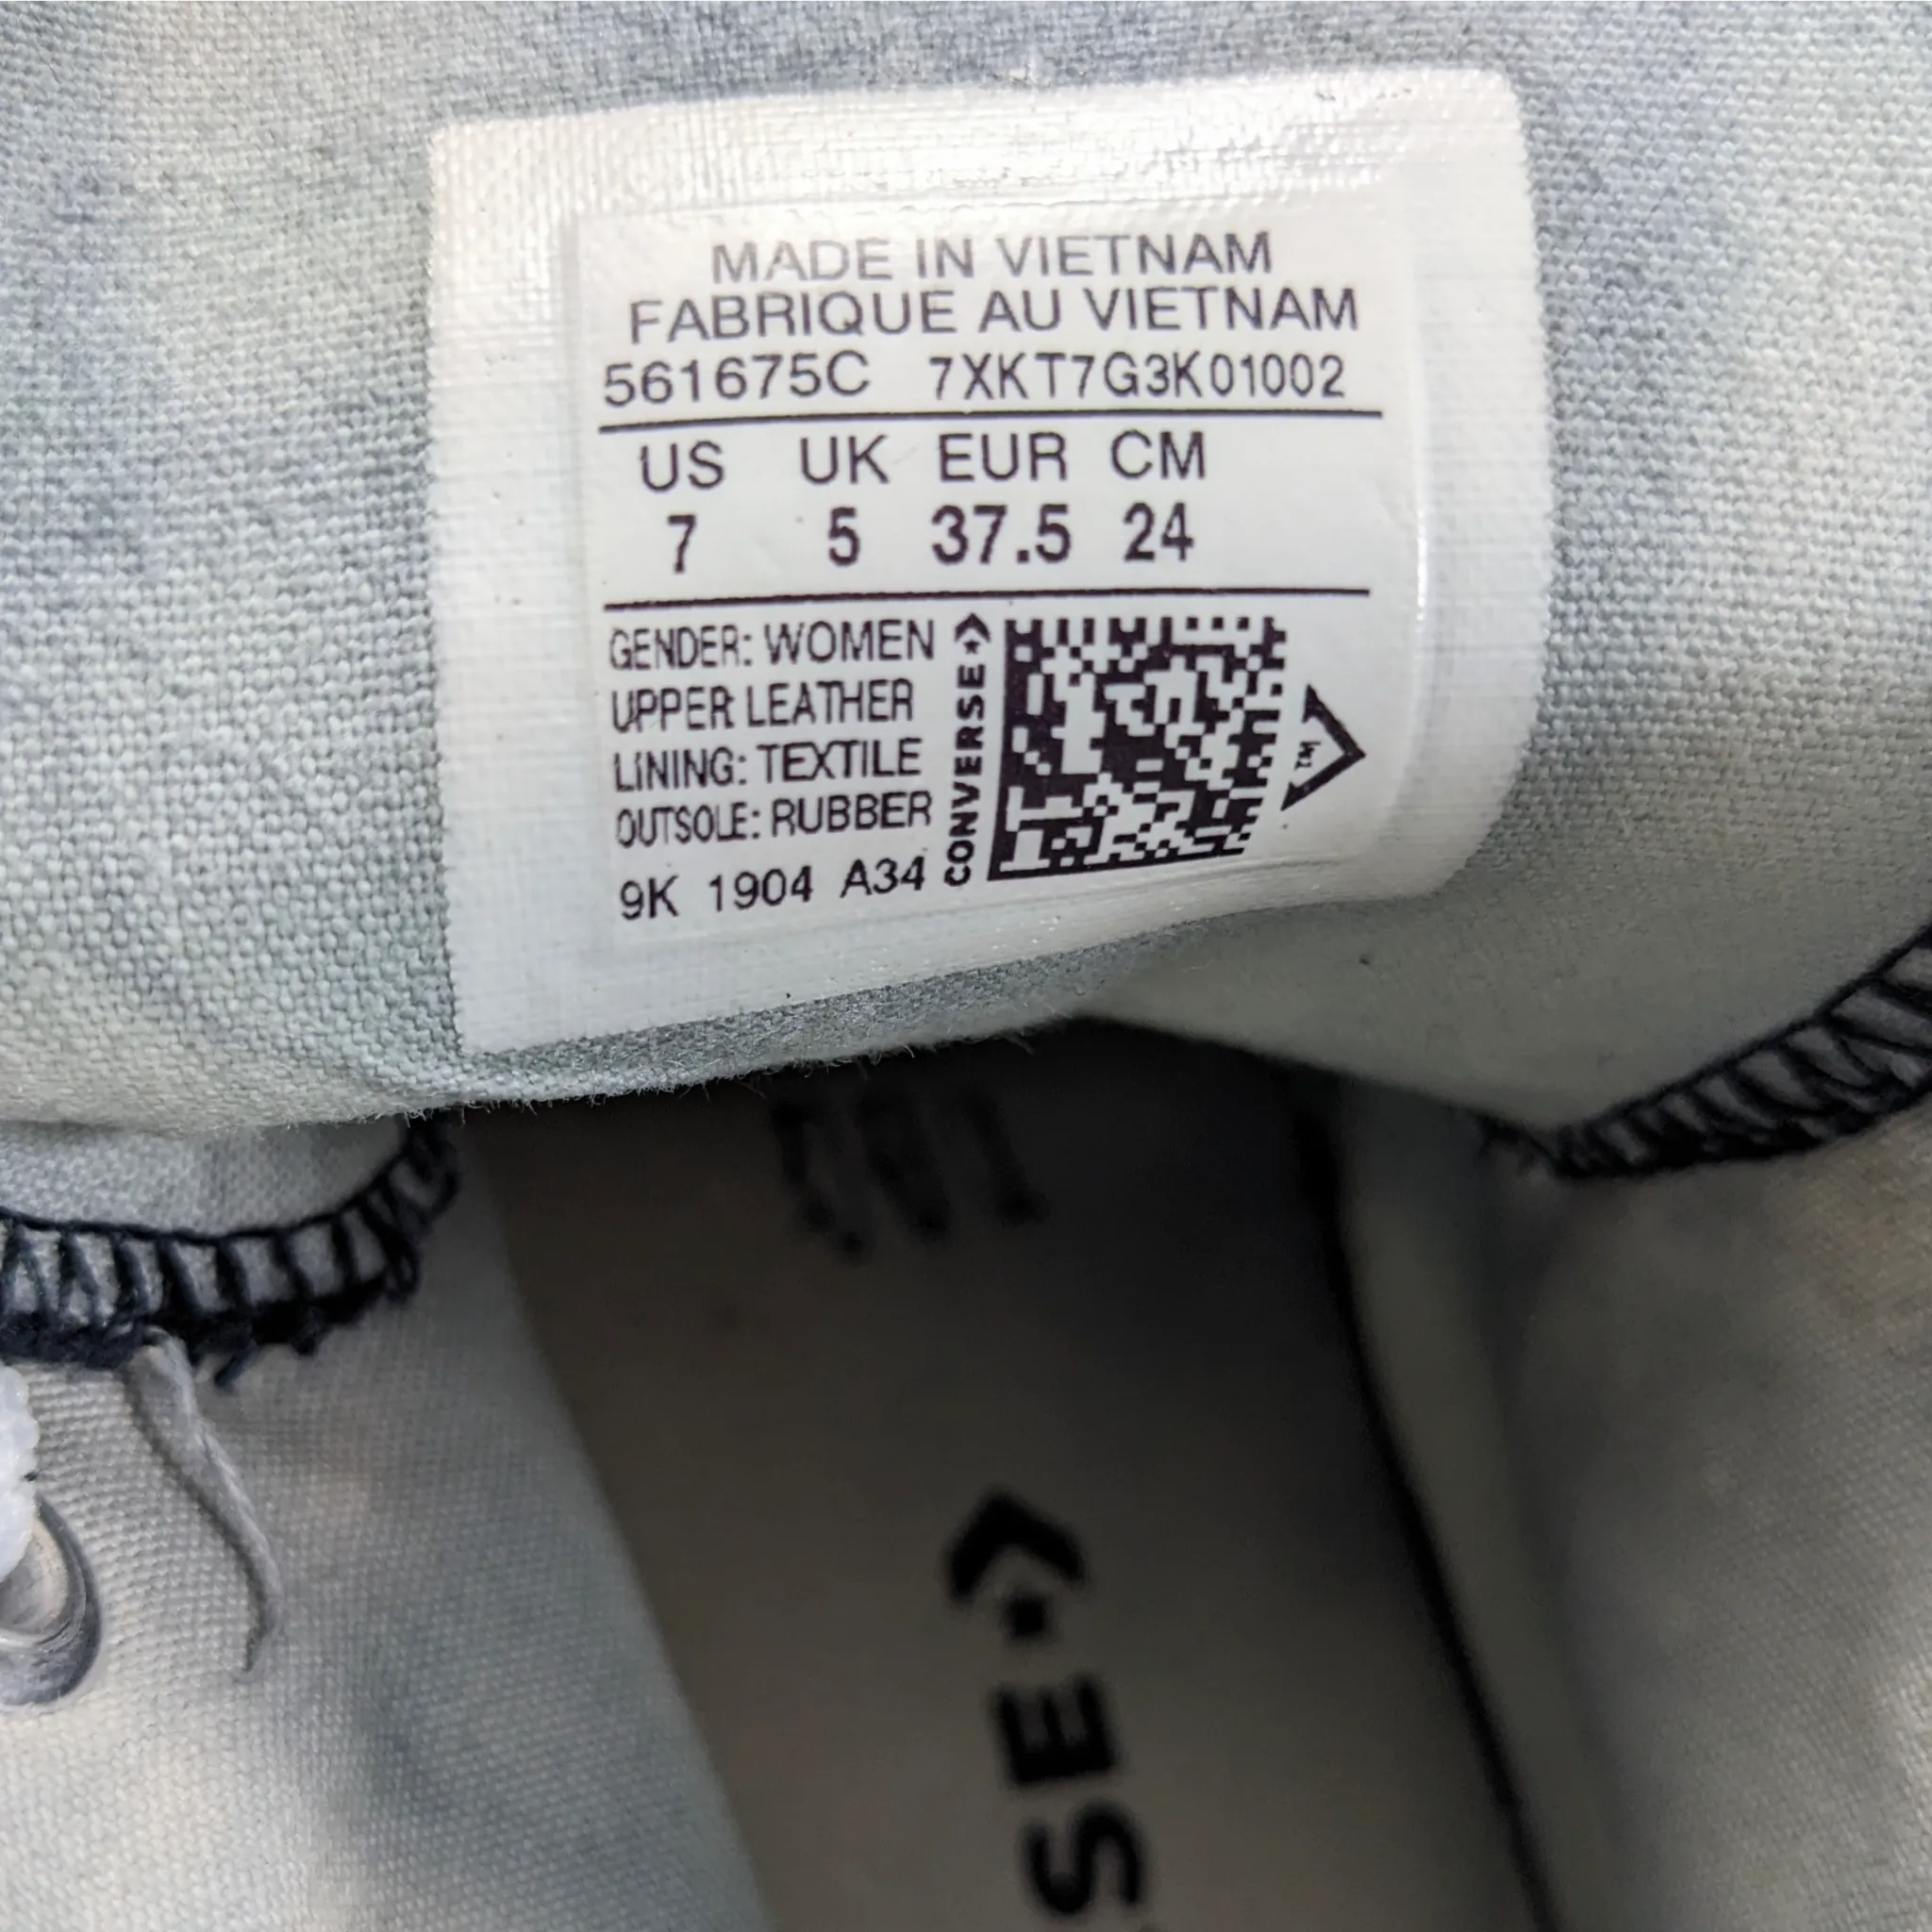 MADE IN VIETNAM
FABRIQUE AU VIETNAM
561675C 7XKT7G3K01002
US UK EUR CM
7 5 37.5 24
GENDER: WOMEN
UPPER: LEATHER
LINING: TEXTILE
OUTSOLE: RUBBER
9K 1904 A34
CONVERSE
TM
SE